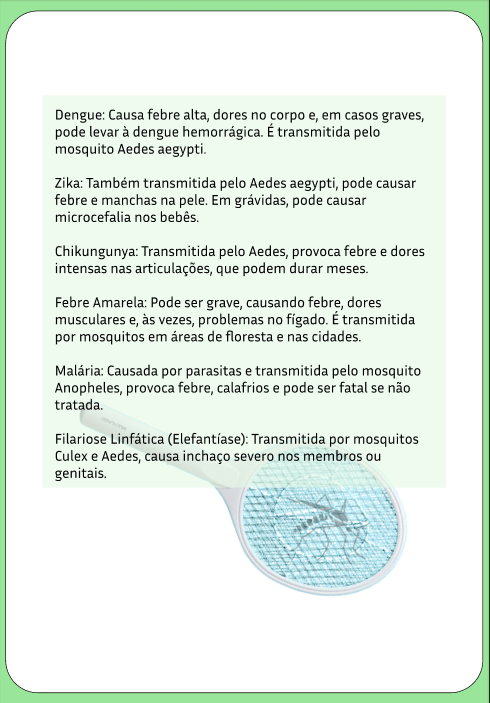 Dengue: Causa febre alta, dores no corpo e, em casos graves,
pode levar à dengue hemorrágica. É transmitida pelo
mosquito Aedes aegypti.
Zika: Também transmitida pelo Aedes aegypti, pode causar
febre e manchas na pele. Em grávidas, pode causar
microcefalia nos bebês.
Chikungunya: Transmitida pelo Aedes, provoca febre e dores
intensas nas articulações, que podem durar meses.
Febre Amarela: Pode ser grave, causando febre, dores
musculares e, às vezes, problemas no fígado. É transmitida
por mosquitos em áreas de floresta e nas cidades.
Malária: Causada por parasitas e transmitida pelo mosquito
Anopheles, provoca febre, calafrios e pode ser fatal se não
tratada.
Filariose Linfática (Elefantíase): Transmitida por mosquitos
Culex e Aedes, causa inchaço severo nos membros ou
genitais.